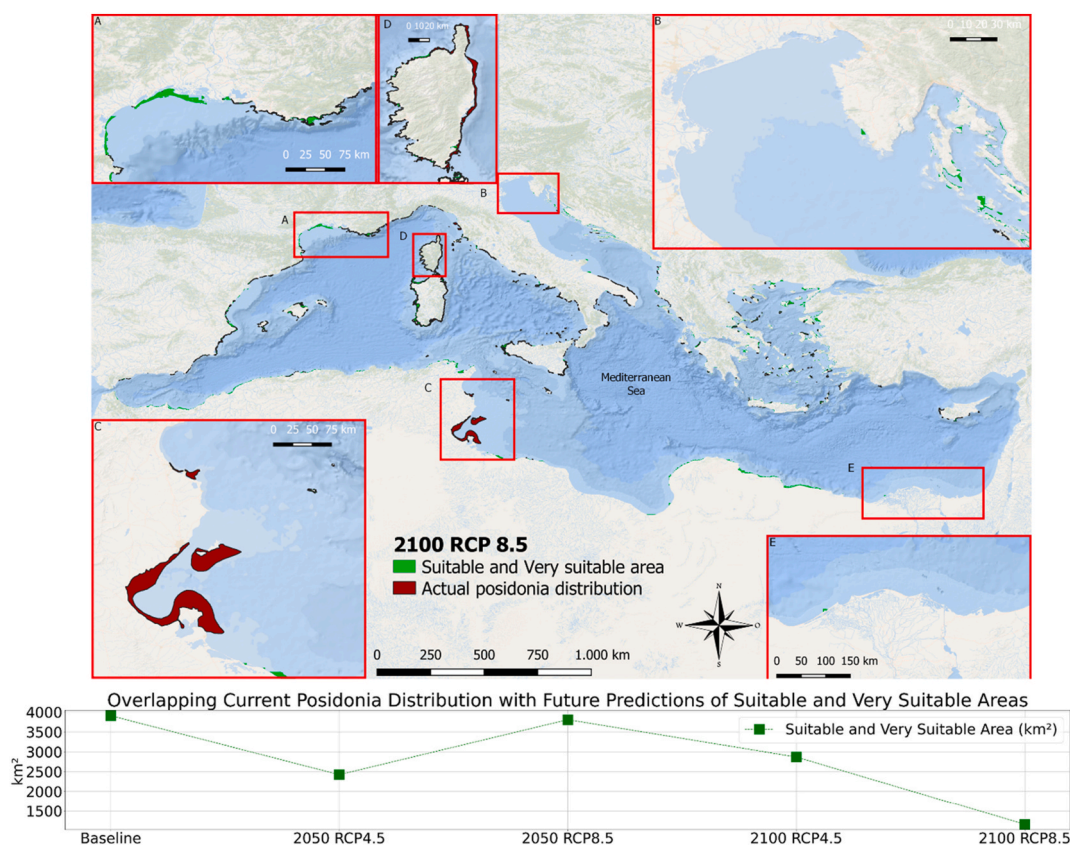 A
0 25 50 75 km
D
0 1020 km
B
0 10 20 30 km
B
A
D
Mediterranean
Sea
C
E
C
0 25 50 75 km
2100 RCP 8.5
Suitable and Very suitable area
Actual posidonia distribution
N
W O
S
0 250 500 750 1.000 km
E
0 50 100 150 km
Overlapping Current Posidonia Distribution with Future Predictions of Suitable and Very Suitable Areas
km²
4000
3500
3000
2500
2000
1500
Suitable and Very Suitable Area (km²)
Baseline 2050 RCP4.5 2050 RCP8.5 2100 RCP4.5 2100 RCP8.5